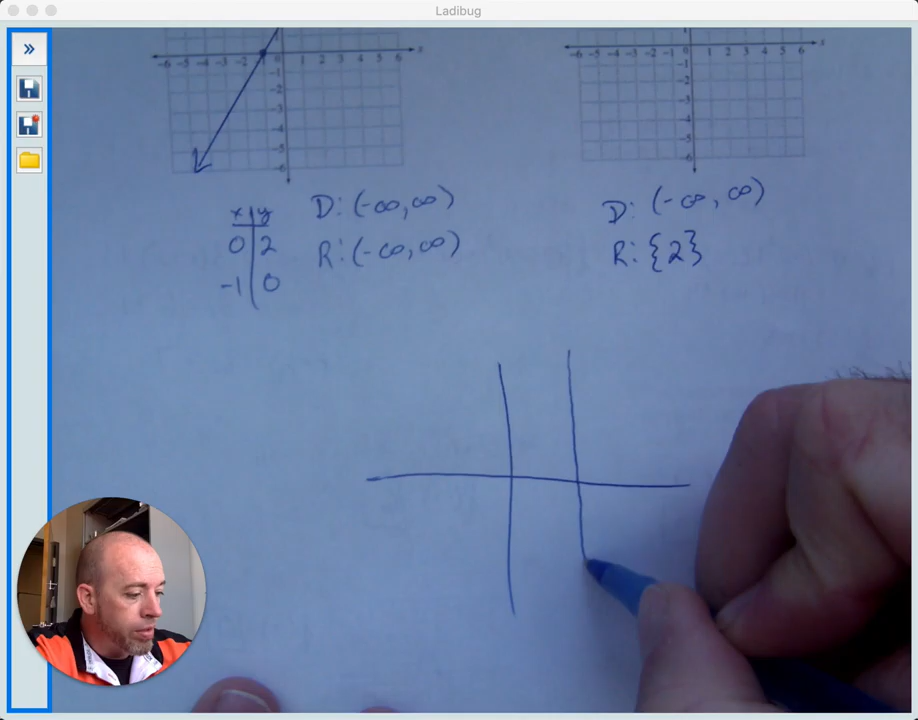 Ladibug
-6 -5 -4 -3 -2 -1 0 1 2 3 4 5 6 x
-1
-2
-3
-4
-5
-6
-6 -5 -4 -3 -2 -1 0 1 2 3 4 5 6 x
-1
-2
-3
-4
-5
-6
x y
0 2
-1 0
D: (-∞, ∞)
R: (-∞, ∞)
D: (-∞, ∞)
R: {2}